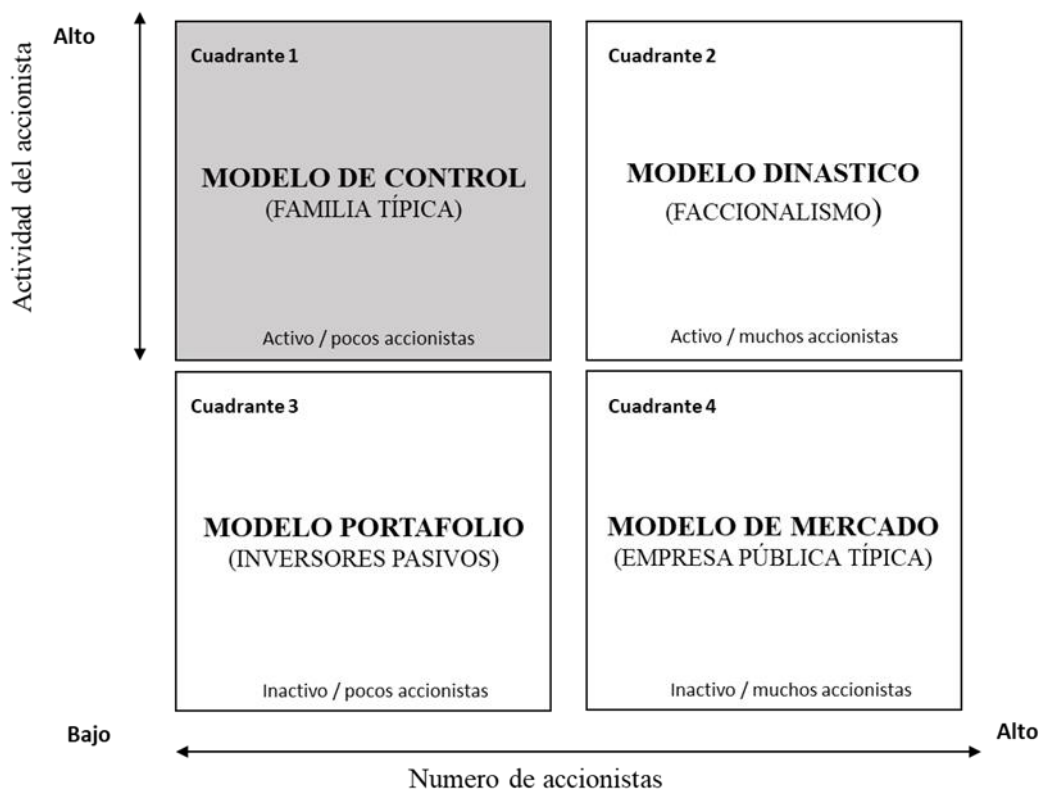 Actividad del accionista
Alto
Cuadrante 1
MODELO DE CONTROL
(FAMILIA TÍPICA)
Activo / pocos accionistas
Cuadrante 2
MODELO DINASTICO
(FACCIONALISMO)
Activo / muchos accionistas
Cuadrante 3
MODELO PORTAFOLIO
(INVERSORES PASIVOS)
Inactivo / pocos accionistas
Cuadrante 4
MODELO DE MERCADO
(EMPRESA PÚBLICA TÍPICA)
Inactivo / muchos accionistas
Bajo
Alto
Numero de accionistas